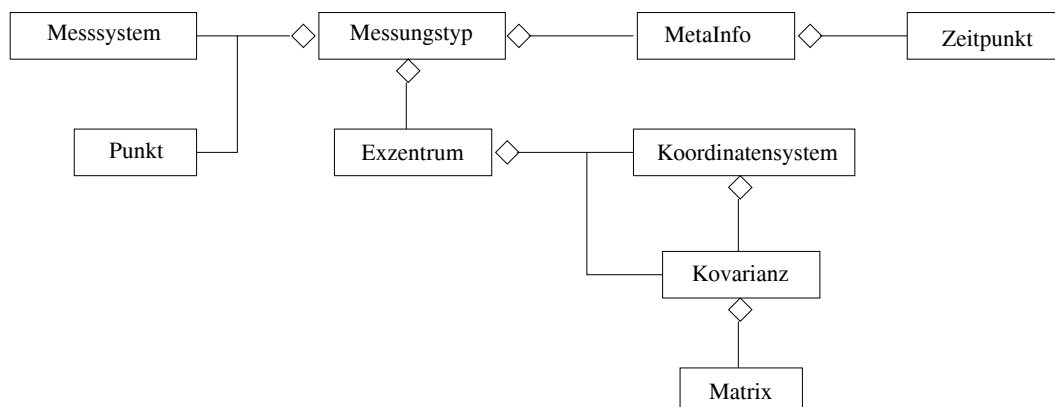 Messsystem
Messungstyp
MetaInfo
Zeitpunkt
Punkt
Exzentrum
Koordinatensystem
Kovarianz
Matrix